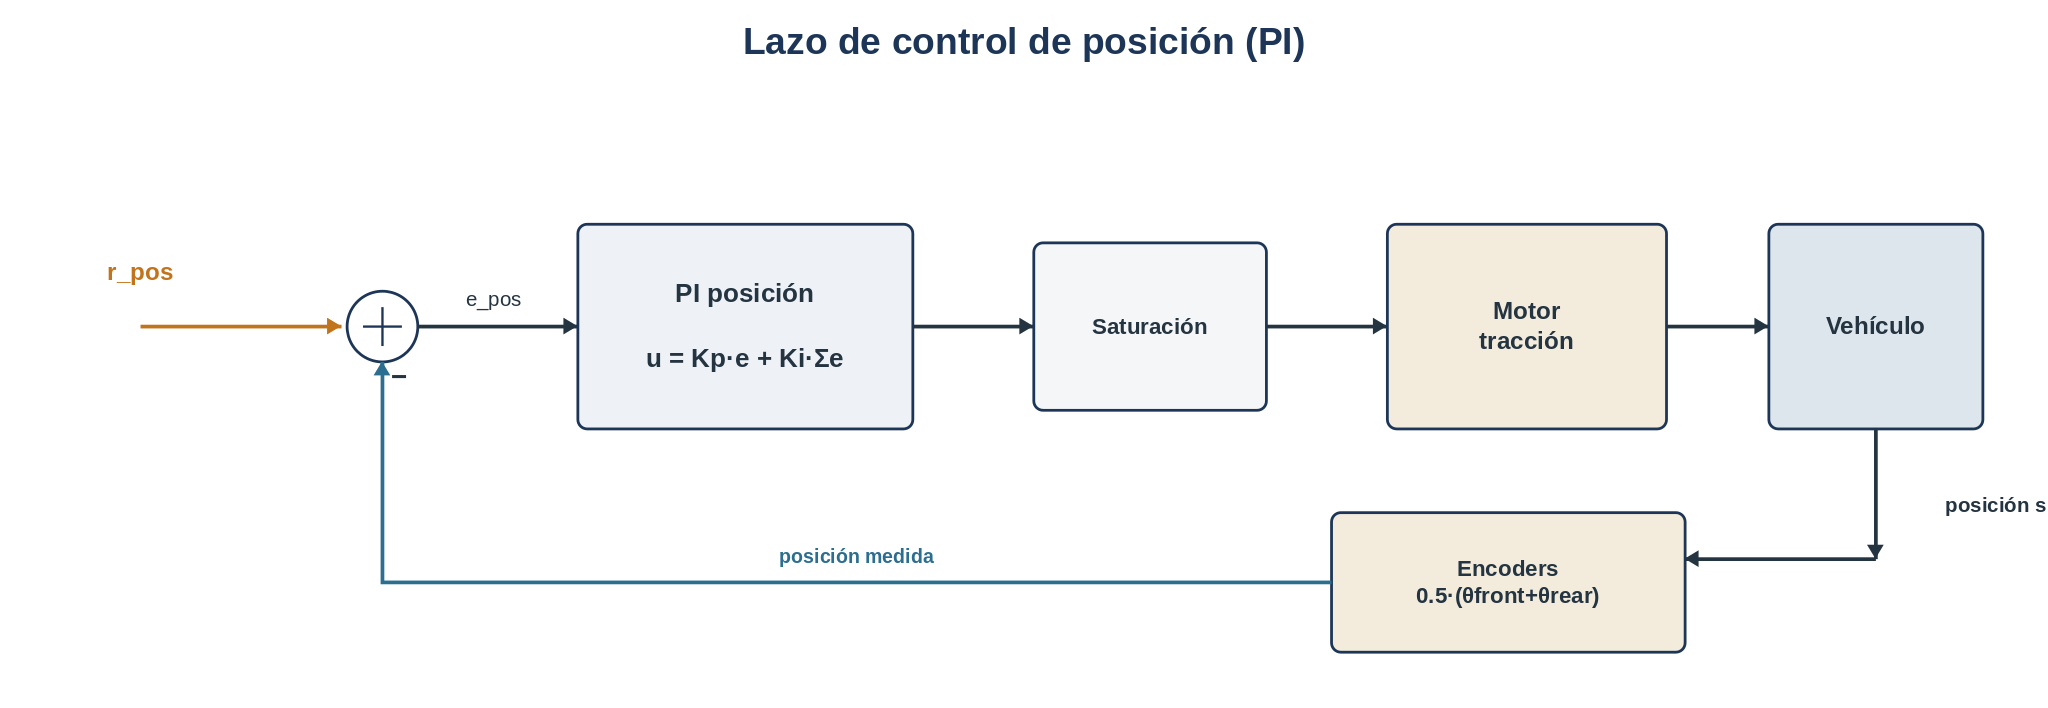 Lazo de control de posición (PI)
r_pos
e_pos
−
PI posición
u = Kp·e + Ki·Σe
Saturación
Motor
tracción
Vehículo
posición s
posición medida
Encoders
0.5·(θfront+θrear)